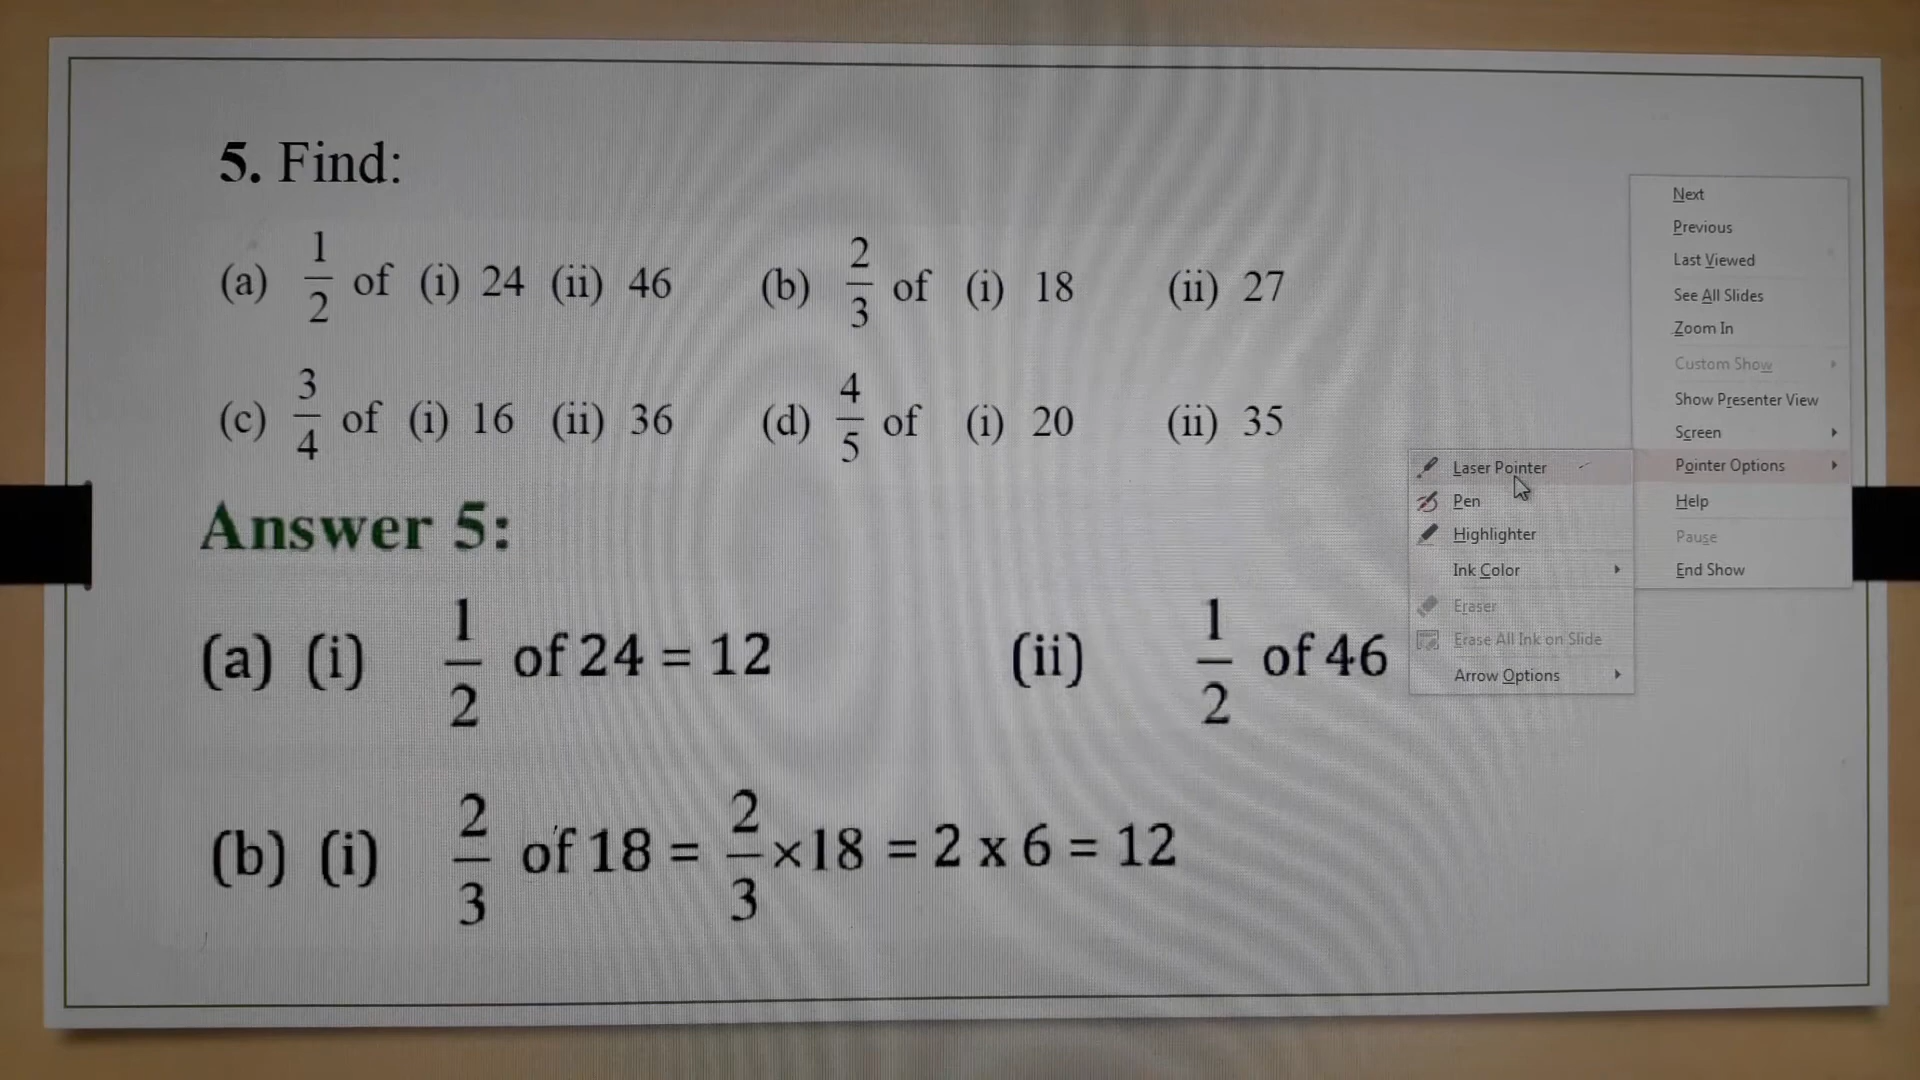 5. Find:
(a) 1/2 of (i) 24 (ii) 46 (b) 2/3 of (i) 18 (ii) 27
(c) 3/4 of (i) 16 (ii) 36 (d) 4/5 of (i) 20 (ii) 35
Answer 5:
(a) (i) 1/2 of 24 = 12 (ii) 1/2 of 46
(b) (i) 2/3 of 18 = 2/3 ×18 = 2 x 6 = 12
Next
Previous
Last Viewed
See All Slides
Zoom In
Custom Show
Show Presenter View
Screen
Pointer Options
Help
Pause
End Show
Laser Pointer
Pen
Highlighter
Ink Color
Eraser
Erase All Ink on Slide
Arrow Options